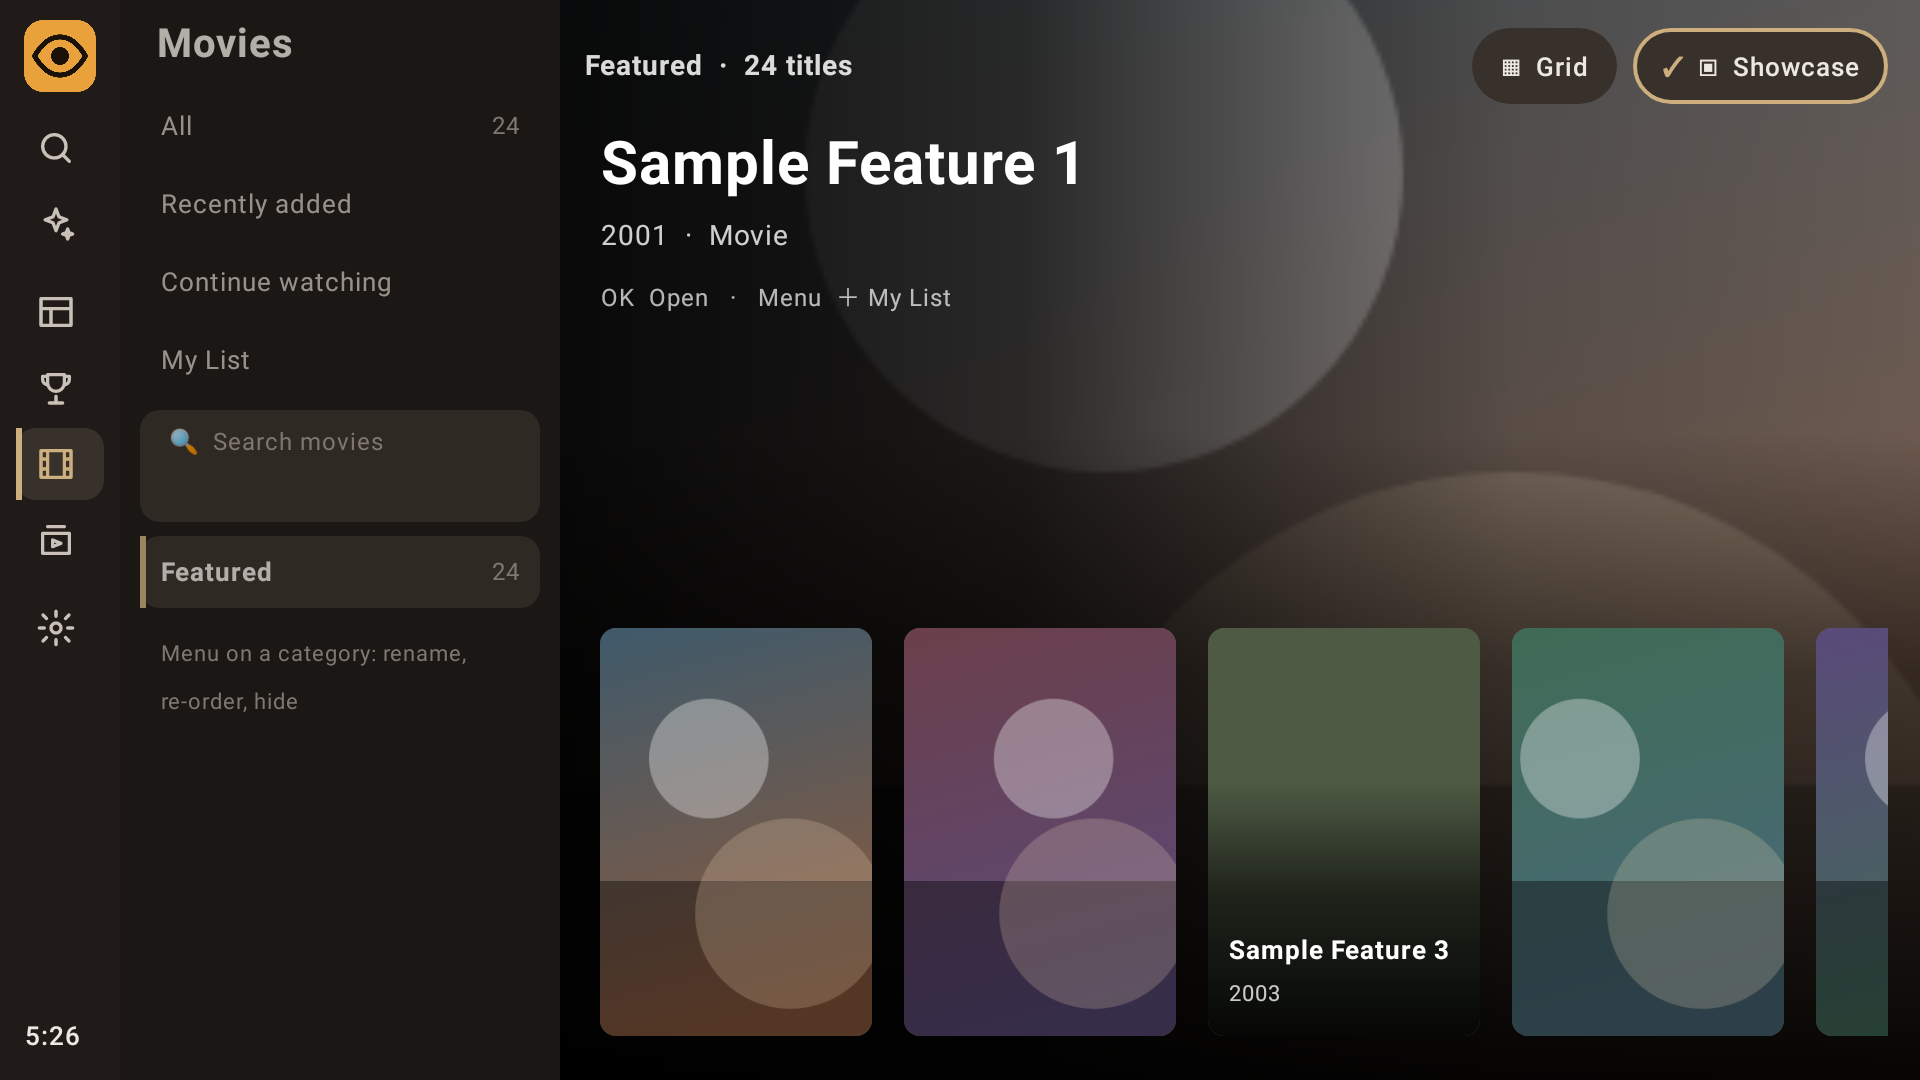 Movies
All 24
Recently added
Continue watching
My List
Search movies
Featured 24
Menu on a category: rename,
re-order, hide
5:26
Featured · 24 titles
Grid
✓ Showcase
Sample Feature 1
2001 · Movie
OK Open · Menu + My List
Sample Feature 3
2003